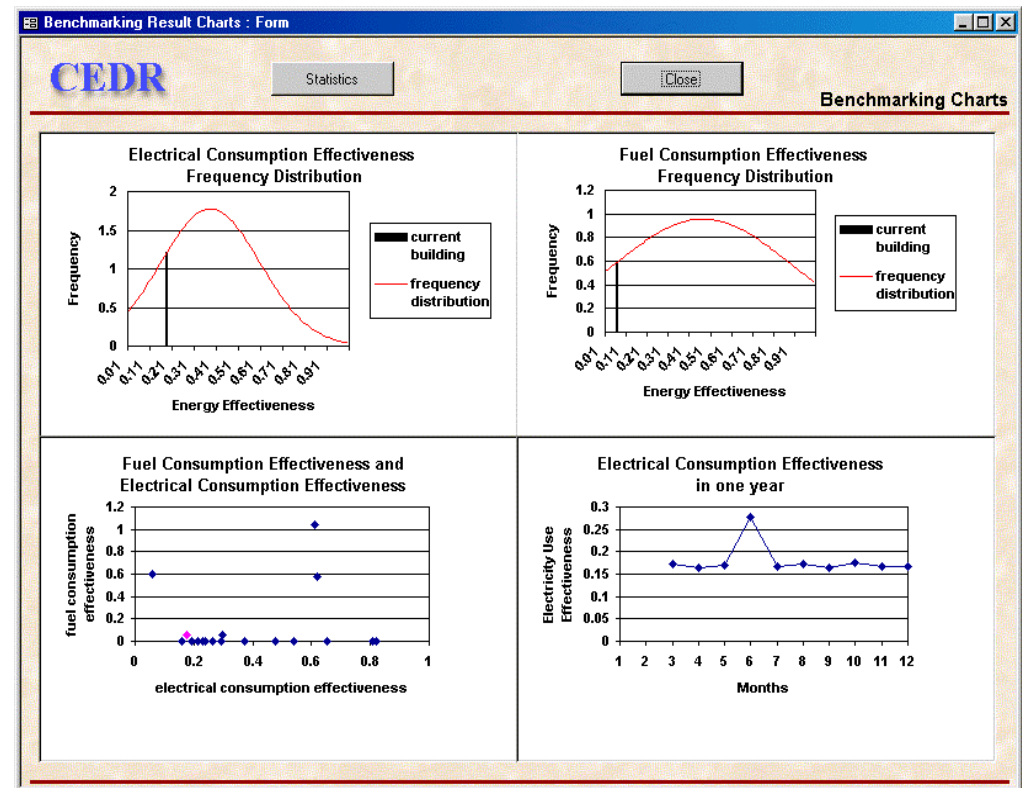 Benchmarking Result Charts : Form
CEDR
Statistics
Close
Benchmarking Charts
Electrical Consumption Effectiveness
Frequency Distribution
2
1.5
1
0.5
0
Frequency
0.01 0.11 0.21 0.31 0.41 0.51 0.61 0.71 0.81 0.91
Energy Effectiveness
current
building
frequency
distribution
Fuel Consumption Effectiveness
Frequency Distribution
1.2
1
0.8
0.6
0.4
0.2
0
Frequency
0.01 0.11 0.21 0.31 0.41 0.51 0.61 0.71 0.81 0.91
Energy Effectiveness
current
building
frequency
distribution
Fuel Consumption Effectiveness and
Electrical Consumption Effectiveness
1.2
1
0.8
0.6
0.4
0.2
0
fuel consumption
effectiveness
0 0.2 0.4 0.6 0.8 1
electrical consumption effectiveness
Electrical Consumption Effectiveness
in one year
0.3
0.25
0.2
0.15
0.1
0.05
0
Electricity Use
Effectiveness
1 2 3 4 5 6 7 8 9 10 11 12
Months